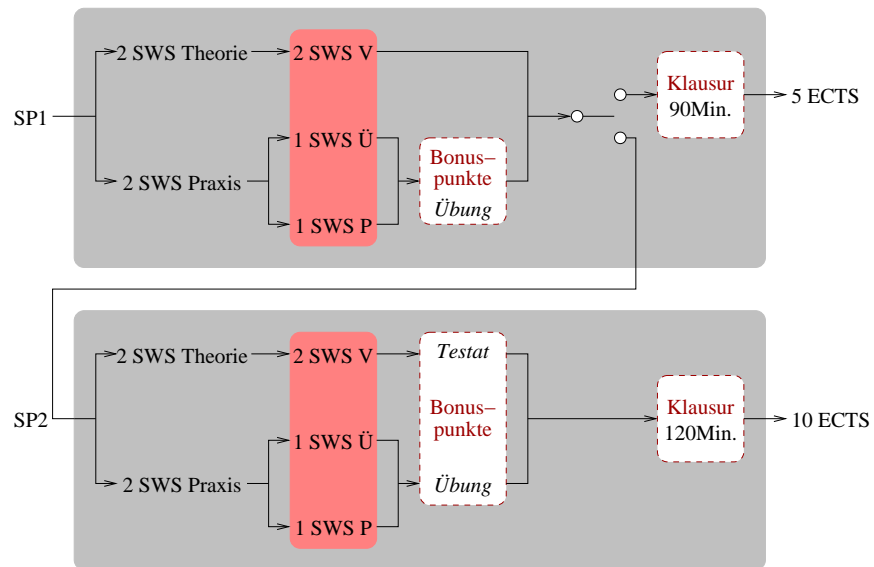 2 SWS Theorie
2 SWS V
Klausur
90Min.
5 ECTS
SP1
1 SWS Ü
Bonus–
punkte
Übung
2 SWS Praxis
1 SWS P
2 SWS Theorie
2 SWS V
Testat
SP2
Bonus–
punkte
Klausur
120Min.
10 ECTS
1 SWS Ü
2 SWS Praxis
Übung
1 SWS P